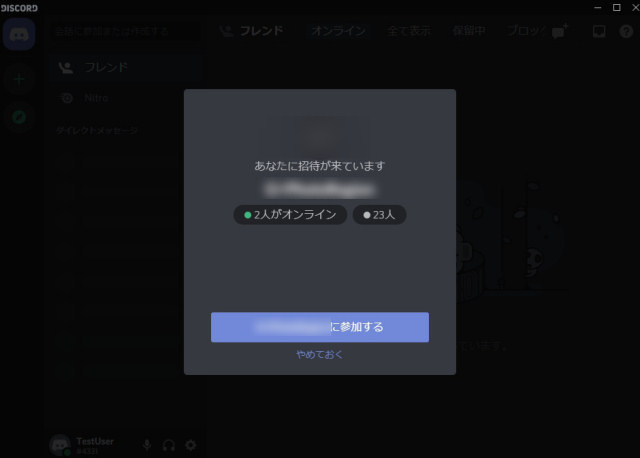 DISCORD
会話に参加または作成する
フレンド
Nitro
ダイレクトメッセージ
フレンド
オンライン
全て表示
保留中
ブロッ
あなたに招待が来ています
2人がオンライン
23人
に参加する
やめておく
ています。
TestUser